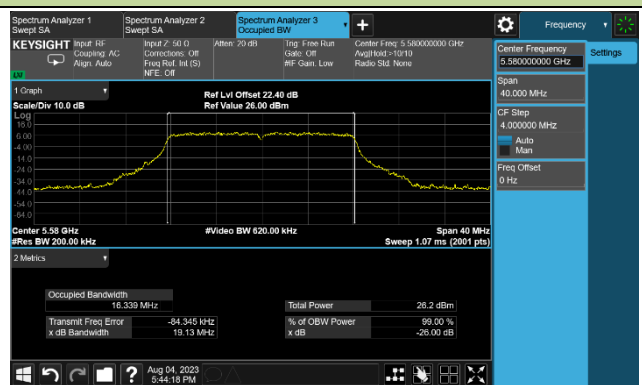 Spectrum Analyzer 1
Swept SA
Spectrum Analyzer 2
Swept SA
Spectrum Analyzer 3
Occupied BW
Frequency
KEYSIGHT
Input: RF
Coupling: AC
Align: Auto
Input Z: 50 Ω
Corrections: Off
Freq Ref: Int (S)
NFE: Off
Atten: 20 dB
Trig: Free Run
Gate: Off
#IF Gain: Low
Center Freq: 5.580000000 GHz
Avg|Hold:>10/10
Radio Std: None
Center Frequency
5.580000000 GHz
Settings
Span
40.000 MHz
CF Step
4.000000 MHz
Auto
Man
Freq Offset
0 Hz
1 Graph
Scale/Div 10.0 dB
Ref Lvl Offset 22.40 dB
Ref Value 26.00 dBm
Log
16.0
6.00
-4.00
-14.0
-24.0
-34.0
-44.0
-54.0
-64.0
Center 5.58 GHz
#Res BW 200.00 kHz
#Video BW 620.00 kHz
Span 40 MHz
Sweep 1.07 ms (2001 pts)
2 Metrics
Occupied Bandwidth
16.339 MHz
Total Power
26.2 dBm
Transmit Freq Error
-84.345 kHz
% of OBW Power
99.00 %
x dB Bandwidth
19.13 MHz
x dB
-26.00 dB
?
Aug 04, 2023
5:44:18 PM